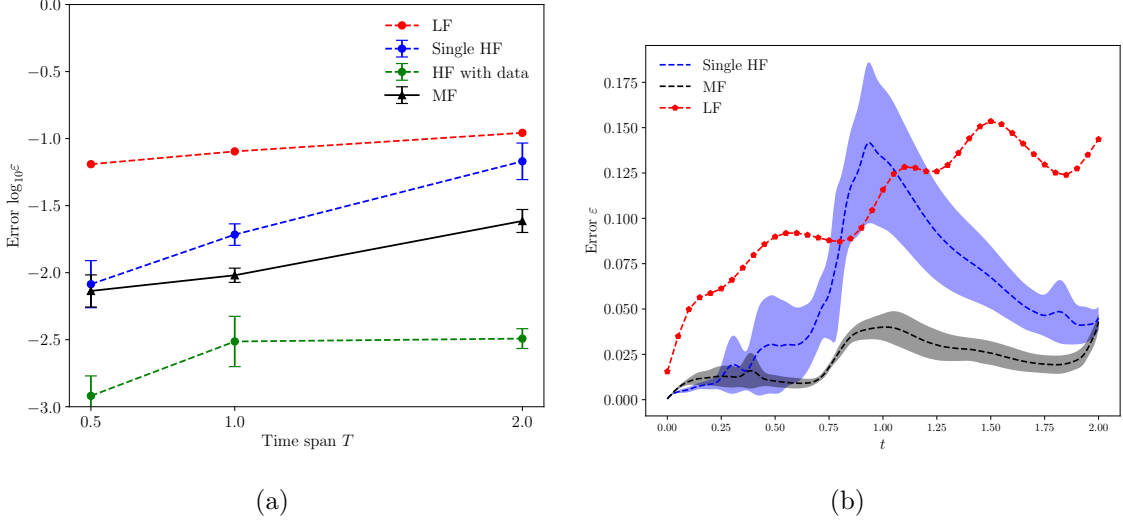 0.0
−0.5
−1.0
−1.5
−2.0
−2.5
−3.0
Error log₁₀ε
LF
Single HF
HF with data
MF
0.5
1.0
2.0
Time span T
(a)
0.175
0.150
0.125
0.100
0.075
0.050
0.025
0.000
Error ε
Single HF
MF
LF
0.00
0.25
0.50
0.75
1.00
1.25
1.50
1.75
2.00
t
(b)